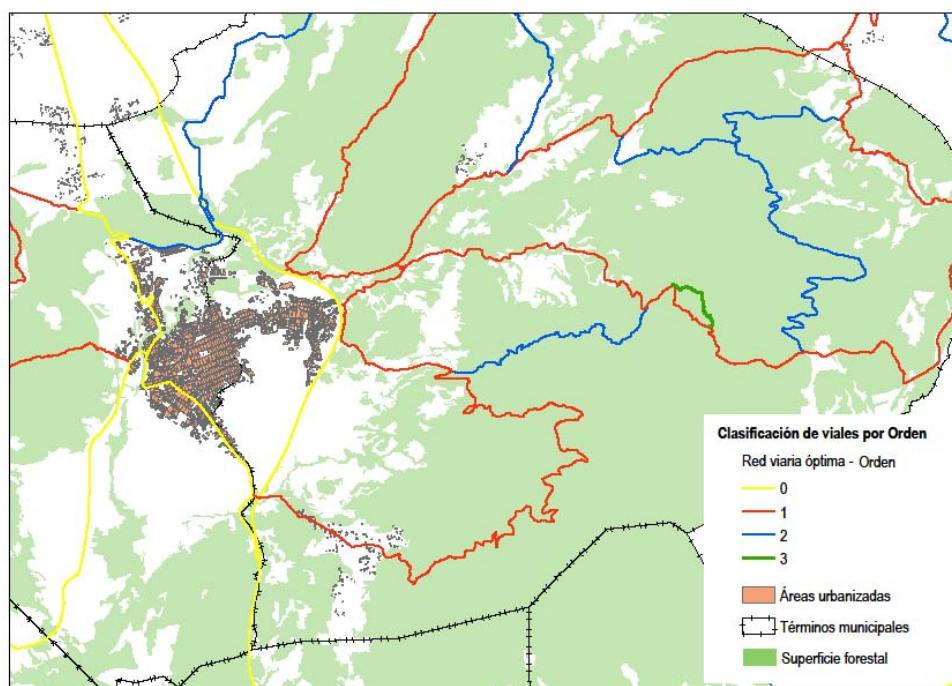 Clasificación de viales por Orden
Red viaria óptima - Orden
0
1
2
3
Áreas urbanizadas
Términos municipales
Superficie forestal